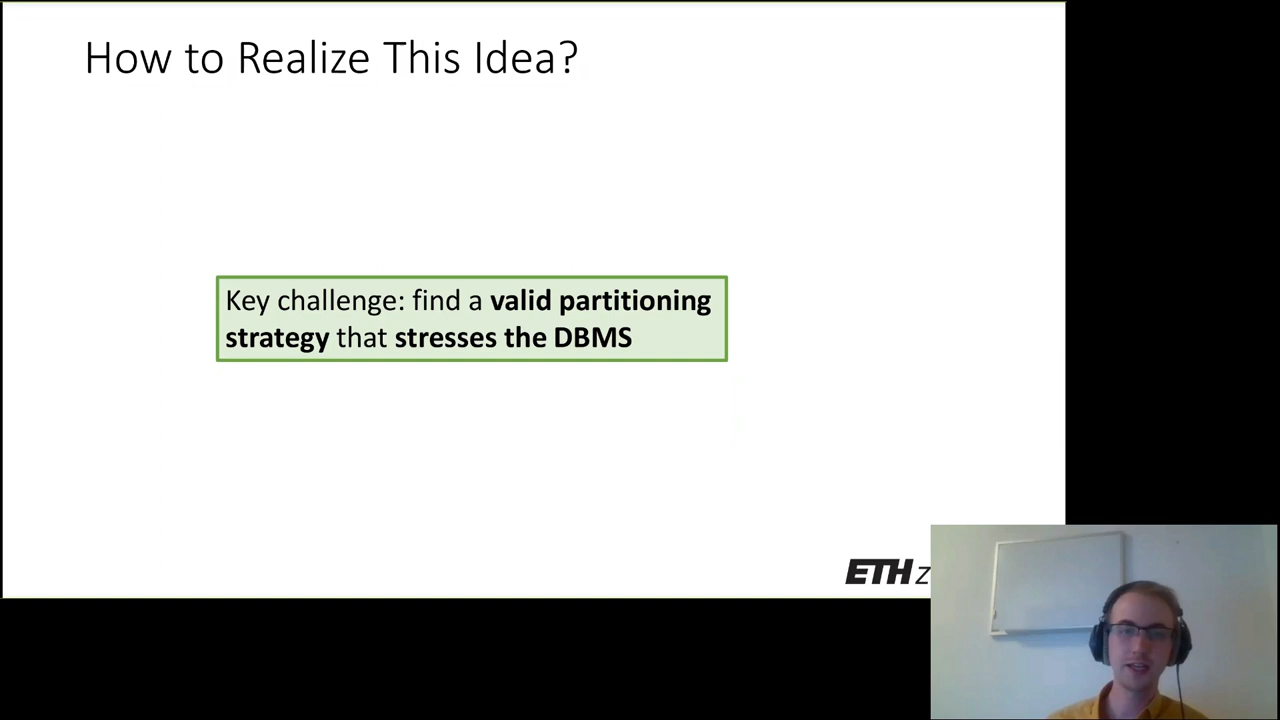 How to Realize This Idea?
Key challenge: find a valid partitioning
strategy that stresses the DBMS
ETH z